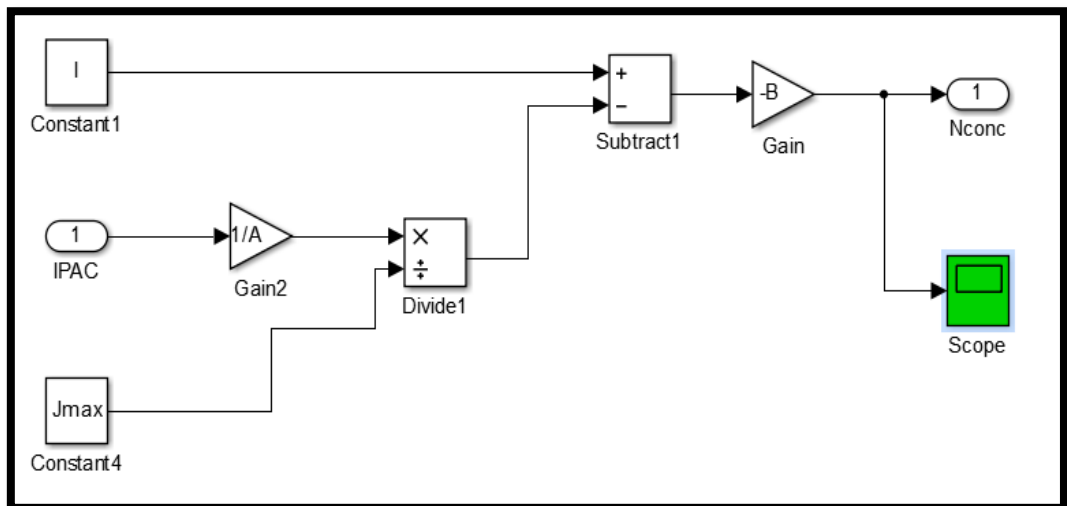 I
Constant1
+
−
Subtract1
-B
Gain
1
Nconc
1
IPAC
1/A
Gain2
×
÷
Divide1
Scope
Jmax
Constant4